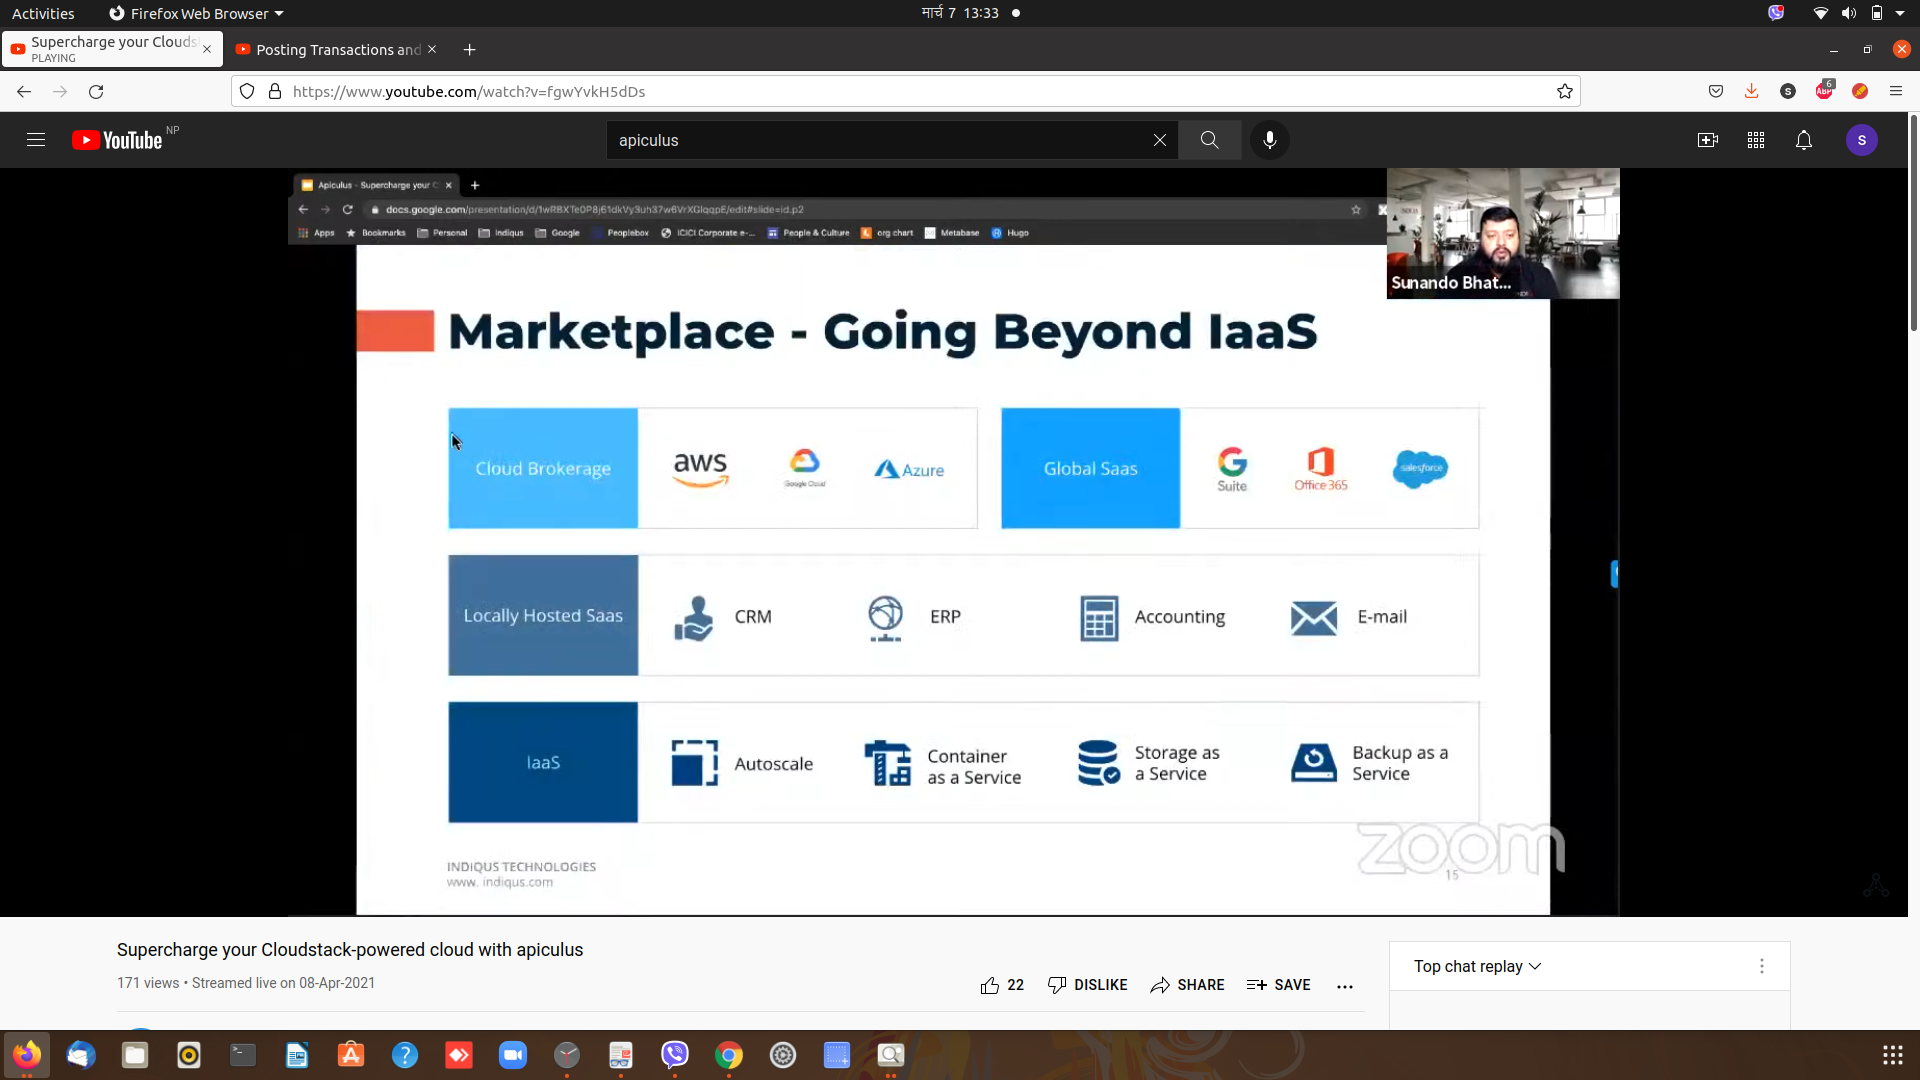 Activities
Firefox Web Browser
मार्च 7 13:33
Supercharge your Clouds
PLAYING
Posting Transactions and
https://www.youtube.com/watch?v=fgwYvkH5dDs
6
S
ABP
YouTube NP
apiculus
S
Apiculus - Supercharge your C
docs.google.com/presentation/d/1wRBXTe0P8j61dkVy3uh37w6VrXGlqqpE/edit#slide=id.p2
Apps Bookmarks Personal Indiqus Google Peoplebox ICICI Corporate e-... People & Culture org chart Metabase Hugo
Sunando Bhat...
Marketplace - Going Beyond IaaS
Cloud Brokerage
aws
Google Cloud
Azure
Global Saas
G Suite
Office 365
salesforce
Locally Hosted Saas
CRM
ERP
Accounting
E-mail
IaaS
Autoscale
Container
as a Service
Storage as
a Service
Backup as a
Service
INDIQUS TECHNOLOGIES
www. indiqus.com
zoom
15
Supercharge your Cloudstack-powered cloud with apiculus
171 views • Streamed live on 08-Apr-2021
22 DISLIKE SHARE SAVE
Top chat replay